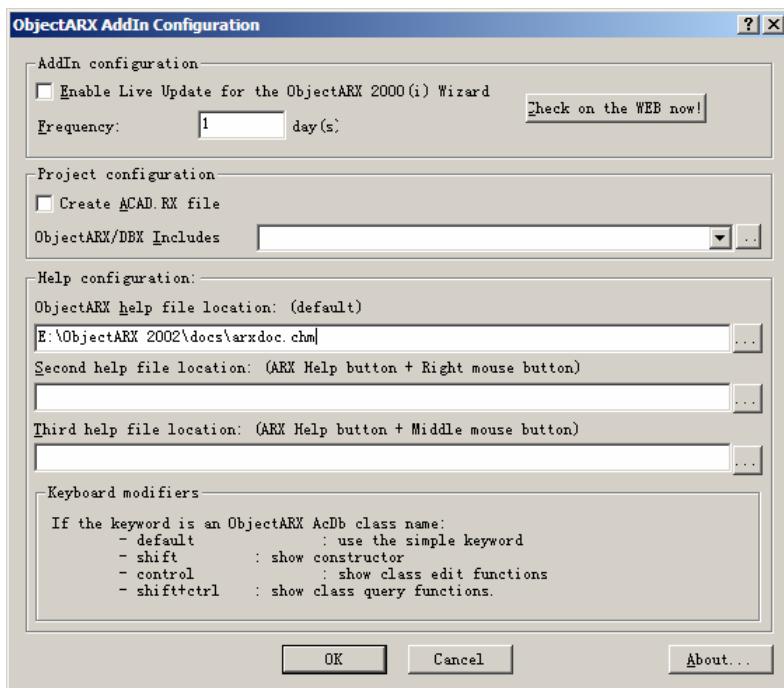 ObjectARX AddIn Configuration
AddIn configuration
Enable Live Update for the ObjectARX 2000(i) Wizard
Check on the WEB now!
Frequency: 1 day(s)
Project configuration
Create ACAD.RX file
ObjectARX/DBX Includes ..
Help configuration:
ObjectARX help file location: (default)
E:\ObjectARX 2002\docs\arxdoc.chm ...
Second help file location: (ARX Help button + Right mouse button)
...
Third help file location: (ARX Help button + Middle mouse button)
...
Keyboard modifiers
If the keyword is an ObjectARX AcDb class name:
- default : use the simple keyword
- shift : show constructor
- control : show class edit functions
- shift+ctrl : show class query functions.
OK Cancel About...